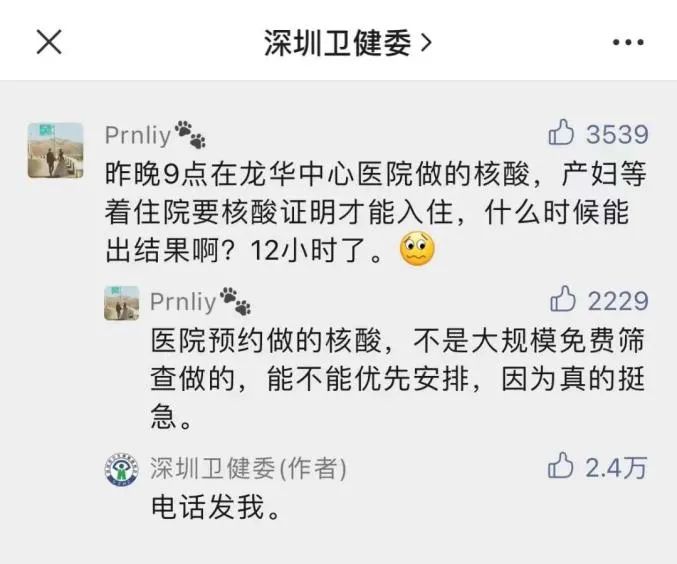 深圳卫健委
Prnliy
3539
昨晚9点在龙华中心医院做的核酸，产妇等
着住院要核酸证明才能入住，什么时候能
出结果啊？12小时了。
Prnliy
2229
医院预约做的核酸，不是大规模免费筛
查做的，能不能优先安排，因为真的挺
急。
深圳卫健委(作者)
2.4万
电话发我。